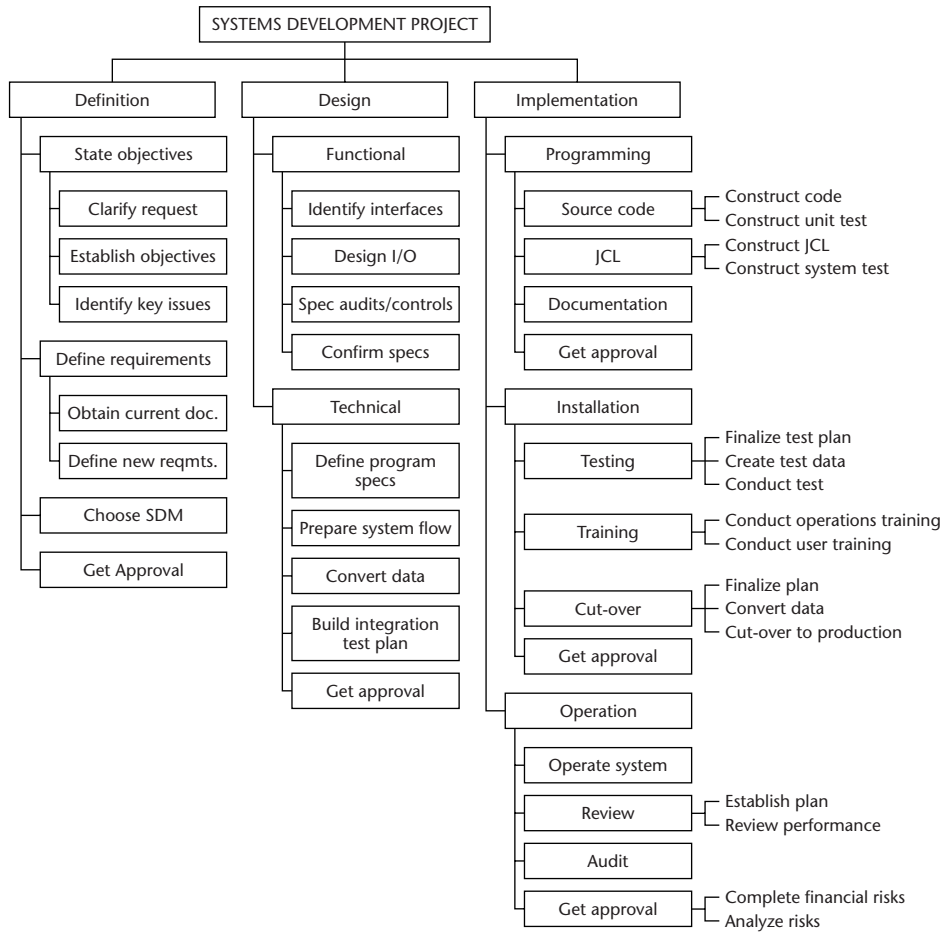 SYSTEMS DEVELOPMENT PROJECT
Definition
State objectives
Clarify request
Establish objectives
Identify key issues
Define requirements
Obtain current doc.
Define new reqmts.
Choose SDM
Get Approval
Design
Functional
Identify interfaces
Design I/O
Spec audits/controls
Confirm specs
Technical
Define program
specs
Prepare system flow
Convert data
Build integration
test plan
Get approval
Implementation
Programming
Source code
Construct code
Construct unit test
JCL
Construct JCL
Construct system test
Documentation
Get approval
Installation
Testing
Finalize test plan
Create test data
Conduct test
Training
Conduct operations training
Conduct user training
Cut-over
Finalize plan
Convert data
Cut-over to production
Get approval
Operation
Operate system
Review
Establish plan
Review performance
Audit
Get approval
Complete financial risks
Analyze risks